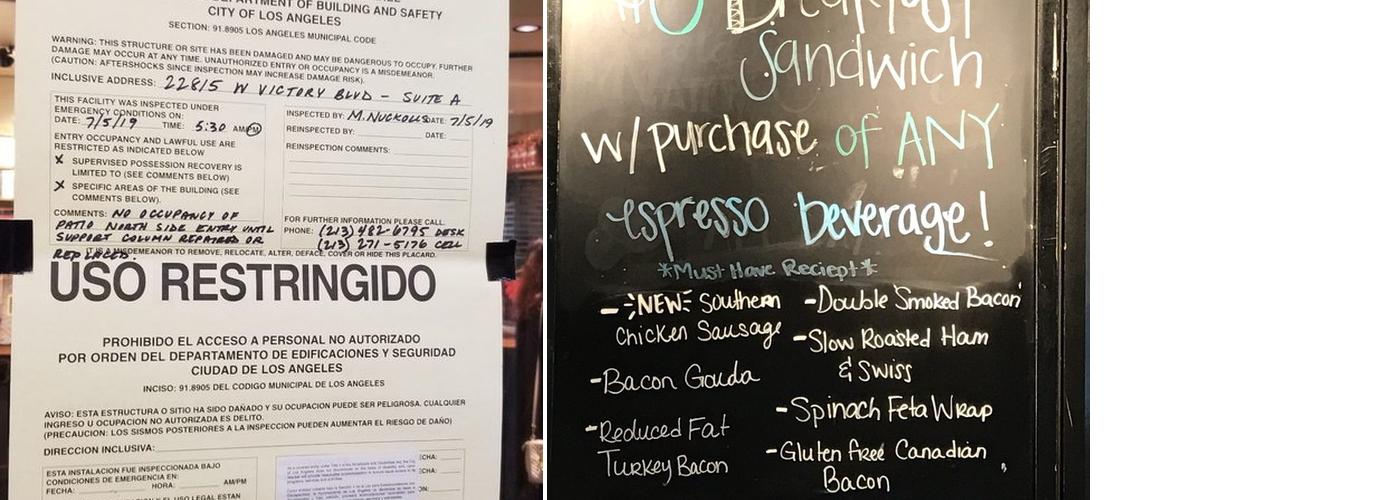 DEPARTMENT OF BUILDING AND SAFETY
CITY OF LOS ANGELES
SECTION: 91.8905 LOS ANGELES MUNICIPAL CODE
WARNING: THIS STRUCTURE OR SITE HAS BEEN DAMAGED AND MAY BE DANGEROUS TO OCCUPY. FURTHER
DAMAGE MAY OCCUR AT ANY TIME. UNAUTHORIZED ENTRY OR OCCUPANCY IS A MISDEMEANOR.
(CAUTION: AFTERSHOCKS SINCE INSPECTION MAY INCREASE DAMAGE RISK).
INCLUSIVE ADDRESS: 22815 W VICTORY BLVD - SUITE A
THIS FACILITY WAS INSPECTED UNDER
EMERGENCY CONDITIONS ON:
DATE: 7/5/19 TIME: 5:30 AM/PM
ENTRY OCCUPANCY AND LAWFUL USE ARE
RESTRICTED AS INDICATED BELOW
X SUPERVISED POSSESSION RECOVERY IS
LIMITED TO (SEE COMMENTS BELOW)
X SPECIFIC AREAS OF THE BUILDING (SEE
COMMENTS BELOW).
COMMENTS: NO OCCUPANCY OF
PATIO NORTH SIDE ENTRY UNTIL
SUPPORT COLUMN REPAIRED OR
REPLACED.
INSPECTED BY: M. NUCKOLLS DATE: 7/5/19
REINSPECTED BY: DATE:
REINSPECTION COMMENTS:
FOR FURTHER INFORMATION PLEASE CALL.
PHONE: (213) 482-6795 DESK
(213) 271-5176 CELL
IT IS A MISDEMEANOR TO REMOVE, RELOCATE, ALTER, DEFACE, COVER OR HIDE THIS PLACARD.
USO RESTRINGIDO
PROHIBIDO EL ACCESO A PERSONAL NO AUTORIZADO
POR ORDEN DEL DEPARTAMENTO DE EDIFICACIONES Y SEGURIDAD
CIUDAD DE LOS ANGELES
INCISO: 91.8905 DEL CODIGO MUNICIPAL DE LOS ANGELES
AVISO: ESTA ESTRUCTURA O SITIO HA SIDO DAÑADO Y SU OCUPACION PUEDE SER PELIGROSA. CUALQUIER
INGRESO U OCUPACION NO AUTORIZADA ES DELITO.
(PRECAUCION: LOS SISMOS POSTERIORES A LA INSPECCION PUEDEN AUMENTAR EL RIESGO DE DAÑO)
DIRECCION INCLUSIVA:
ESTA INSTALACION FUE INSPECCIONADA BAJO
CONDICIONES DE EMERGENCIA EN:
FECHA: HORA: AM/PM
Y EL USO LEGAL ESTAN
Breakfast
Sandwich
w/purchase of ANY
espresso beverage!
*Must Have Reciept*
- NEW Southern
Chicken Sausage
-Bacon Gouda
-Reduced Fat
Turkey Bacon
-Double Smoked Bacon
-Slow Roasted Ham
& Swiss
-Spinach Feta Wrap
-Gluten free Canadian
Bacon